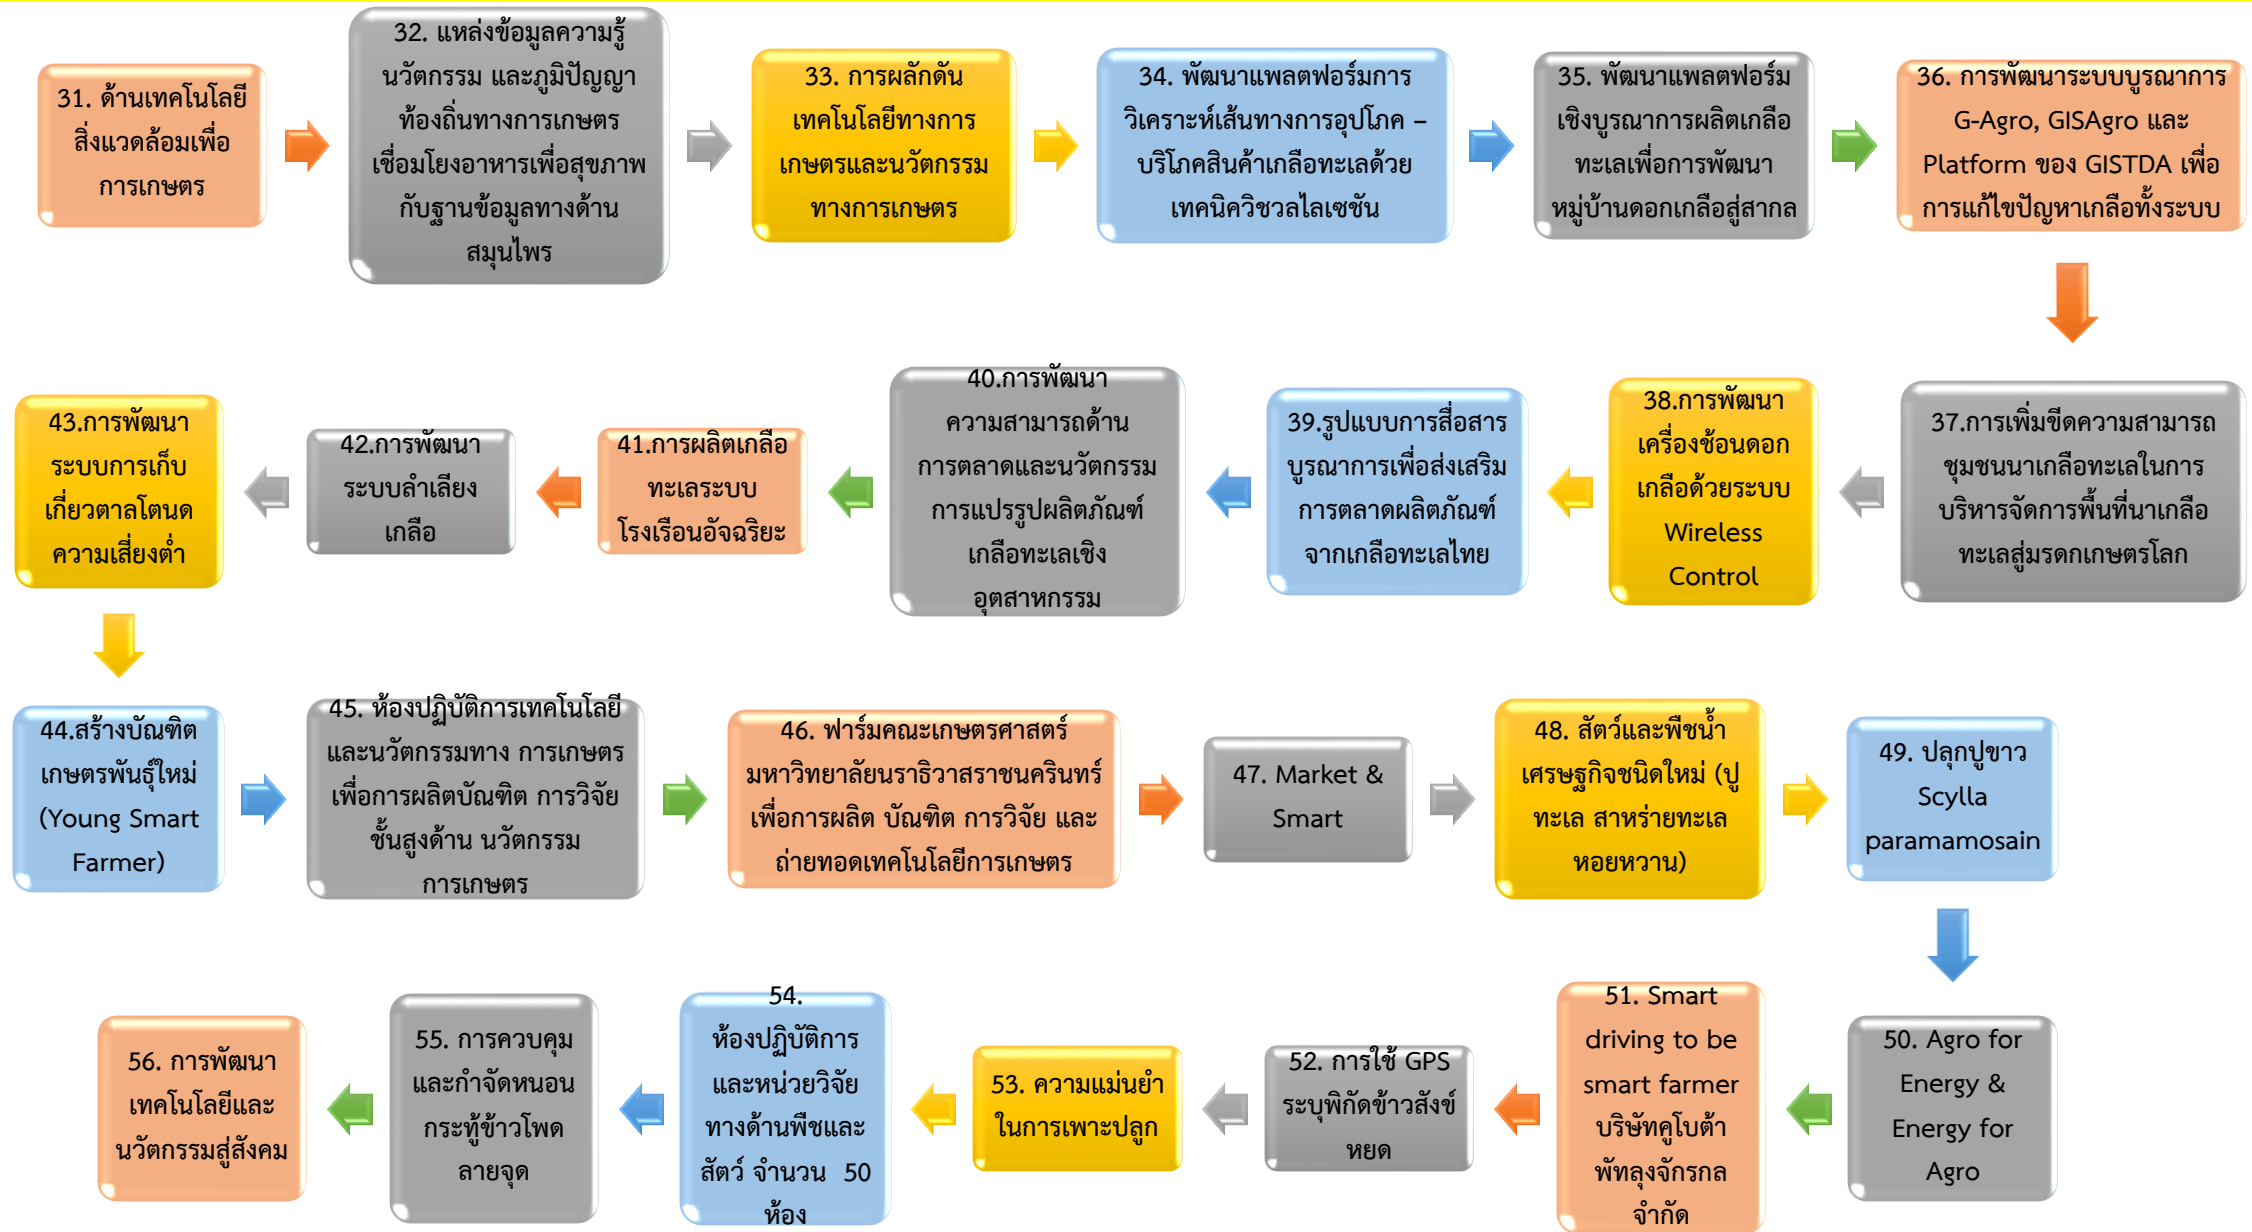 31. ด้านเทคโนโลยี
สิ่งแวดล้อมเพื่อ
การเกษตร
32. แหล่งข้อมูลความรู้
นวัตกรรม และภูมิปัญญา
ท้องถิ่นทางการเกษตร
เชื่อมโยงอาหารเพื่อสุขภาพ
กับฐานข้อมูลทางด้าน
สมุนไพร
33. การผลักดัน
เทคโนโลยีทางการ
เกษตรและนวัตกรรม
ทางการเกษตร
34. พัฒนาแพลตฟอร์มการ
วิเคราะห์เส้นทางการอุปโภค –
บริโภคสินค้าเกลือทะเลด้วย
เทคนิควิชวลไลเซชัน
35. พัฒนาแพลตฟอร์ม
เชิงบูรณาการผลิตเกลือ
ทะเลเพื่อการพัฒนา
หมู่บ้านดอกเกลือสู่สากล
36. การพัฒนาระบบบูรณาการ
G-Agro, GISAgro และ
Platform ของ GISTDA เพื่อ
การแก้ไขปัญหาเกลือทั้งระบบ
37.การเพิ่มขีดความสามารถ
ชุมชนนาเกลือทะเลในการ
บริหารจัดการพื้นที่นาเกลือ
ทะเลสู่มรดกเกษตรโลก
38.การพัฒนา
เครื่องช้อนดอก
เกลือด้วยระบบ
Wireless
Control
39.รูปแบบการสื่อสาร
บูรณาการเพื่อส่งเสริม
การตลาดผลิตภัณฑ์
จากเกลือทะเลไทย
40.การพัฒนา
ความสามารถด้าน
การตลาดและนวัตกรรม
การแปรรูปผลิตภัณฑ์
เกลือทะเลเชิง
อุตสาหกรรม
41.การผลิตเกลือ
ทะเลระบบ
โรงเรือนอัจฉริยะ
42.การพัฒนา
ระบบลำเลียง
เกลือ
43.การพัฒนา
ระบบการเก็บ
เกี่ยวตาลโตนด
ความเสี่ยงต่ำ
44.สร้างบัณฑิต
เกษตรพันธุ์ใหม่
(Young Smart
Farmer)
45. ห้องปฏิบัติการเทคโนโลยี
และนวัตกรรมทาง การเกษตร
เพื่อการผลิตบัณฑิต การวิจัย
ชั้นสูงด้าน นวัตกรรม
การเกษตร
46. ฟาร์มคณะเกษตรศาสตร์
มหาวิทยาลัยนราธิวาสราชนครินทร์
เพื่อการผลิต บัณฑิต การวิจัย และ
ถ่ายทอดเทคโนโลยีการเกษตร
47. Market &
Smart
48. สัตว์และพืชน้ำ
เศรษฐกิจชนิดใหม่ (ปู
ทะเล สาหร่ายทะเล
หอยหวาน)
49. ปลุกปูขาว
Scylla
paramamosain
50. Agro for
Energy &
Energy for
Agro
51. Smart
driving to be
smart farmer
บริษัทคูโบต้า
พัทลุงจักรกล
จำกัด
52. การใช้ GPS
ระบุพิกัดข้าวสังข์
หยด
53. ความแม่นยำ
ในการเพาะปลูก
54.
ห้องปฏิบัติการ
และหน่วยวิจัย
ทางด้านพืชและ
สัตว์ จำนวน 50
ห้อง
55. การควบคุม
และกำจัดหนอน
กระทู้ข้าวโพด
ลายจุด
56. การพัฒนา
เทคโนโลยีและ
นวัตกรรมสู่สังคม